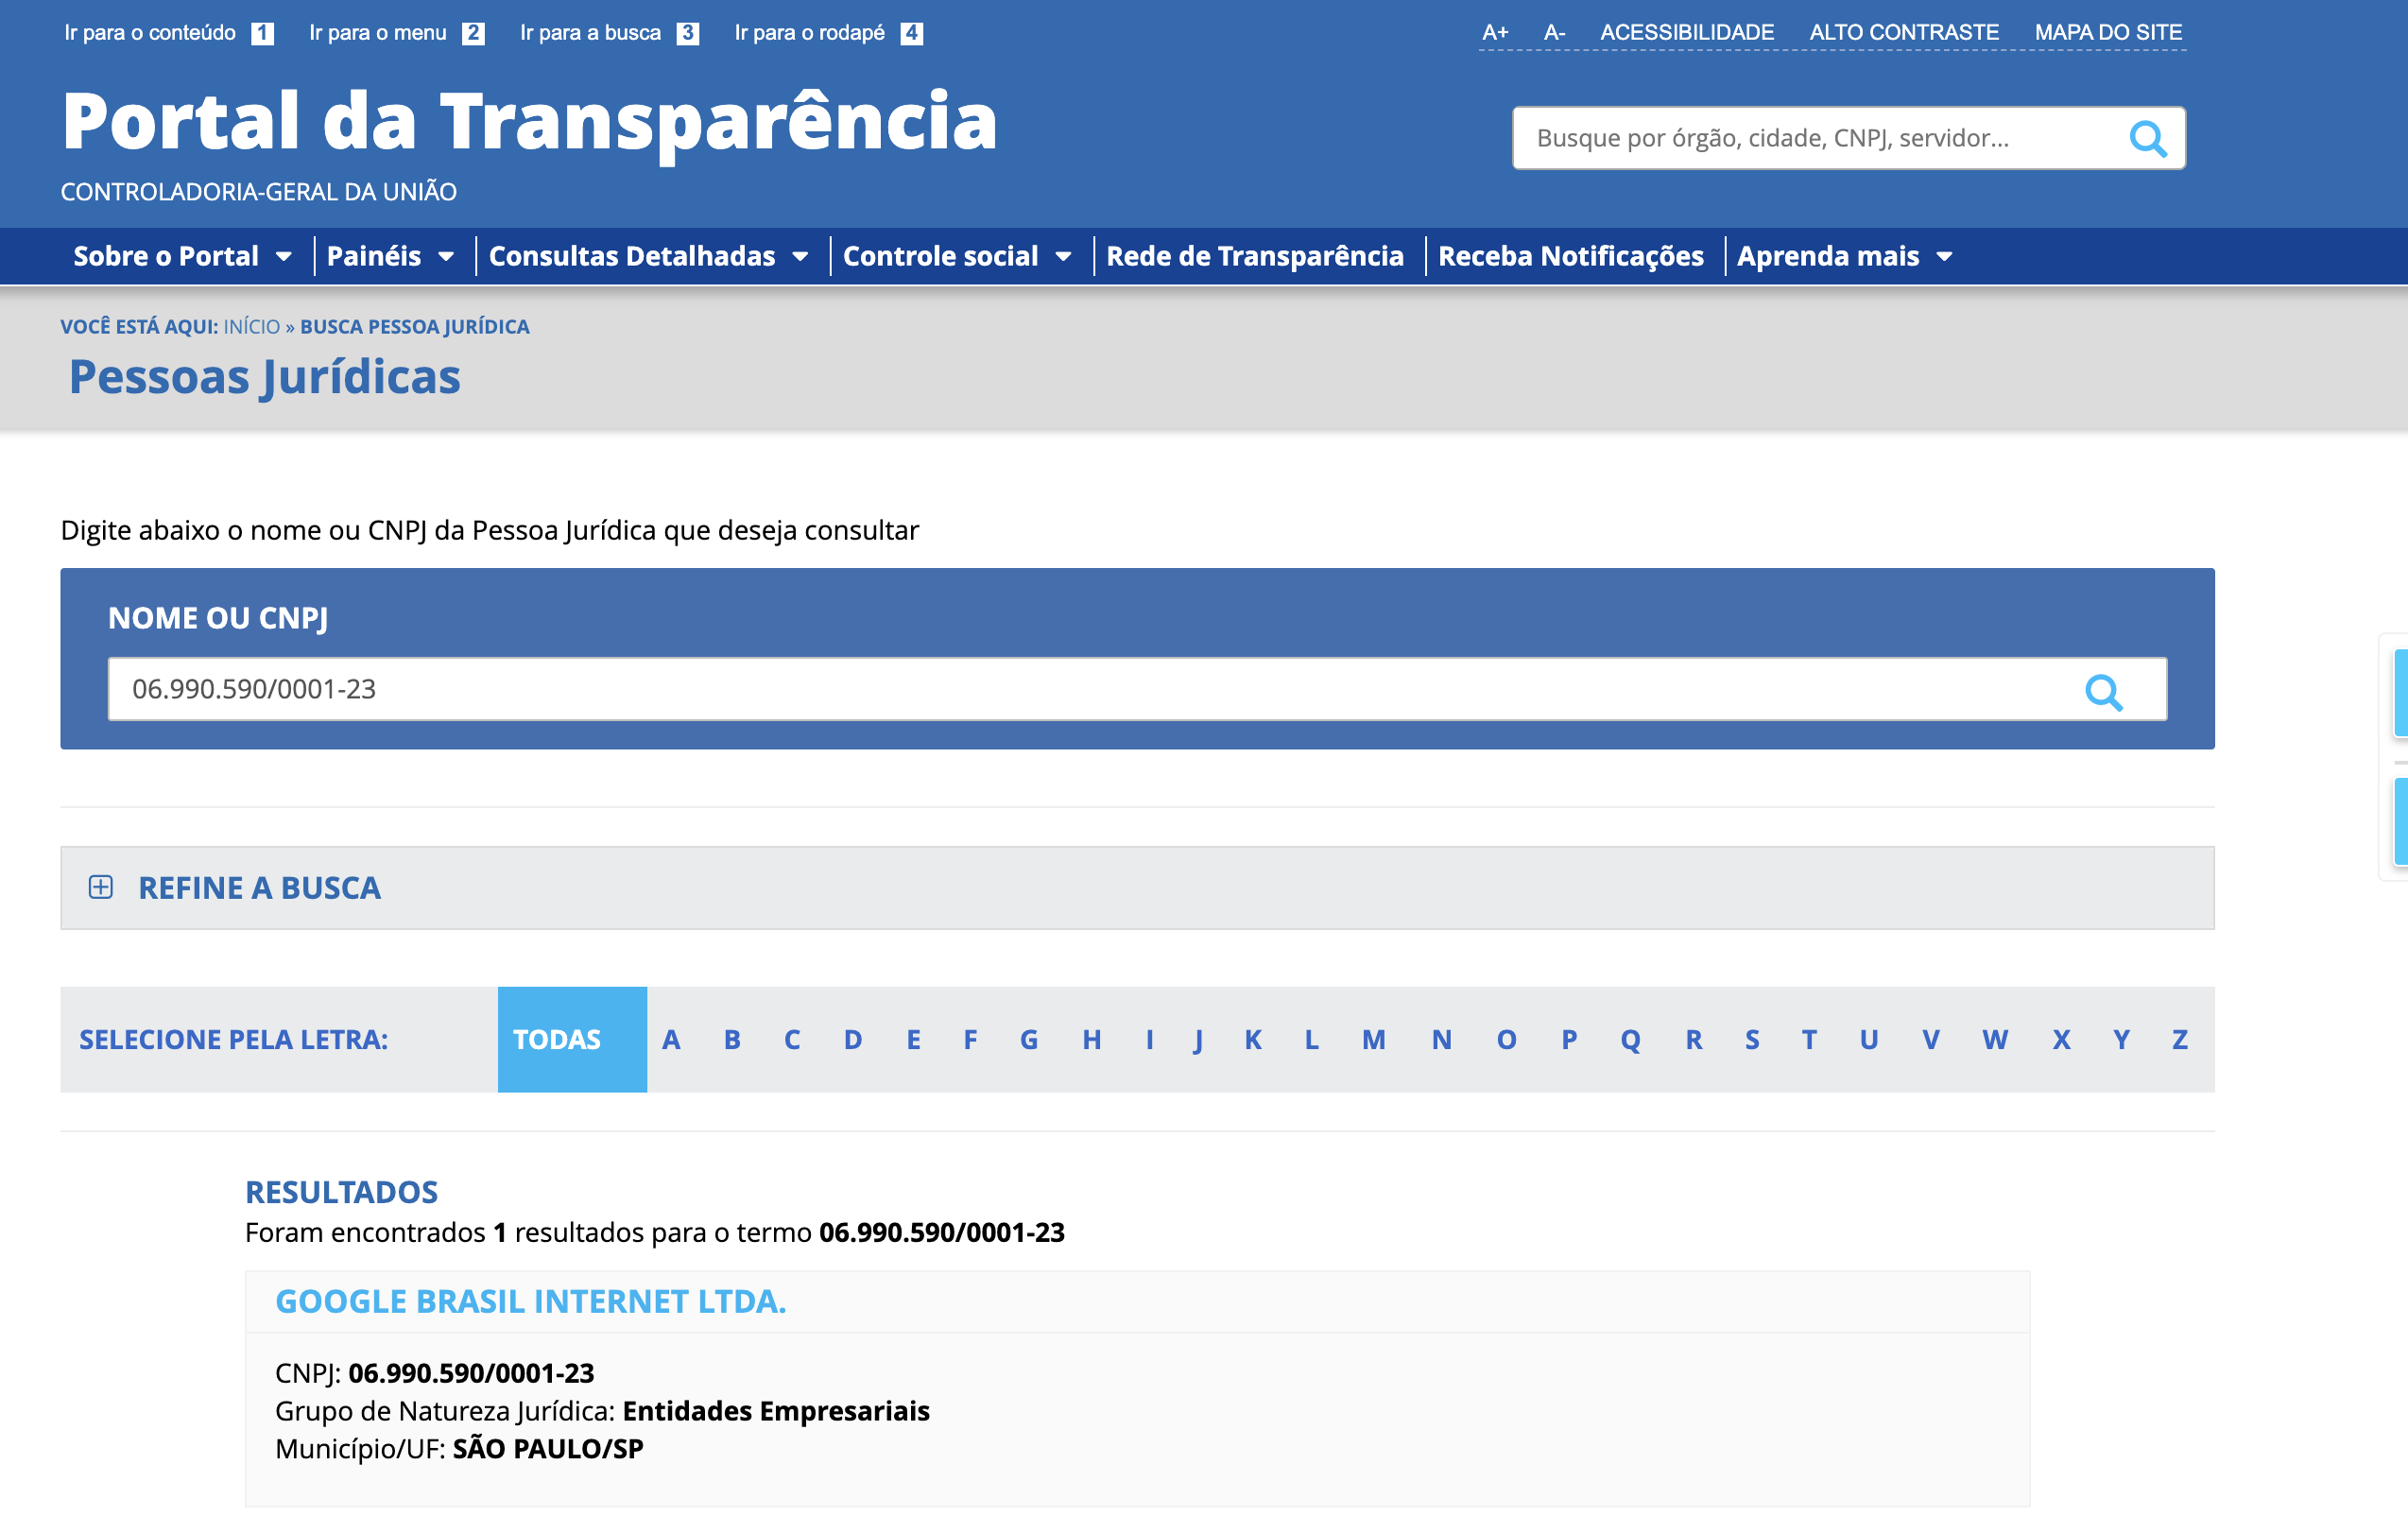 Ir para o conteúdo 1 Ir para o menu 2 Ir para a busca 3 Ir para o rodapé 4
A+ A- ACESSIBILIDADE ALTO CONTRASTE MAPA DO SITE
Portal da Transparência
Busque por órgão, cidade, CNPJ, servidor...
CONTROLADORIA-GERAL DA UNIÃO
Sobre o Portal Painéis Consultas Detalhadas Controle social Rede de Transparência Receba Notificações Aprenda mais
VOCÊ ESTÁ AQUI: INÍCIO » BUSCA PESSOA JURÍDICA
Pessoas Jurídicas
Digite abaixo o nome ou CNPJ da Pessoa Jurídica que deseja consultar
NOME OU CNPJ
06.990.590/0001-23
REFINE A BUSCA
SELECIONE PELA LETRA: TODAS A B C D E F G H I J K L M N O P Q R S T U V W X Y Z
RESULTADOS
Foram encontrados 1 resultados para o termo 06.990.590/0001-23
GOOGLE BRASIL INTERNET LTDA.
CNPJ: 06.990.590/0001-23
Grupo de Natureza Jurídica: Entidades Empresariais
Município/UF: SÃO PAULO/SP